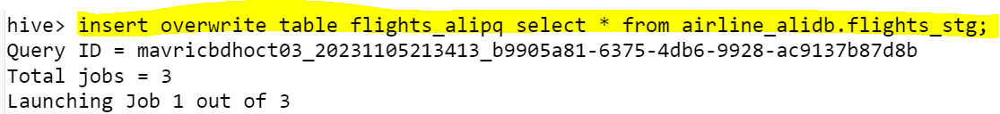 hive> insert overwrite table flights_alipq select * from airline_alidb.flights_stg;
Query ID = mavricbdhoct03_20231105213413_b9905a81-6375-4db6-9928-ac9137b87d8b
Total jobs = 3
Launching Job 1 out of 3